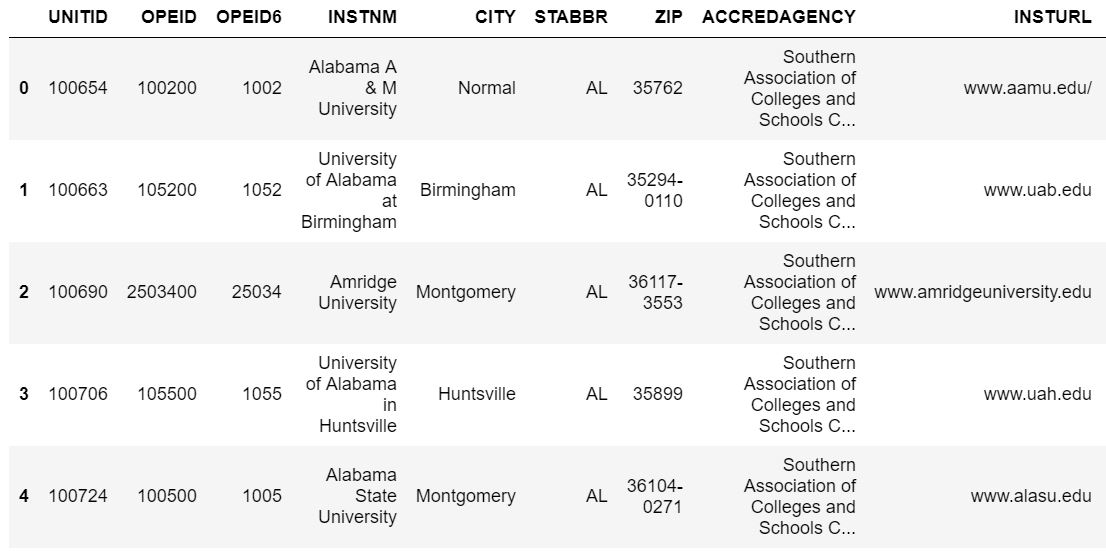 UNITID OPEID OPEID6 INSTNM CITY STABBR ZIP ACCREDAGENCY INSTURL
0 100654 100200 1002 Alabama A & M University Normal AL 35762 Southern Association of Colleges and Schools C... www.aamu.edu/
1 100663 105200 1052 University of Alabama at Birmingham Birmingham AL 35294-0110 Southern Association of Colleges and Schools C... www.uab.edu
2 100690 2503400 25034 Amridge University Montgomery AL 36117-3553 Southern Association of Colleges and Schools C... www.amridgeuniversity.edu
3 100706 105500 1055 University of Alabama in Huntsville Huntsville AL 35899 Southern Association of Colleges and Schools C... www.uah.edu
4 100724 100500 1005 Alabama State University Montgomery AL 36104-0271 Southern Association of Colleges and Schools C... www.alasu.edu